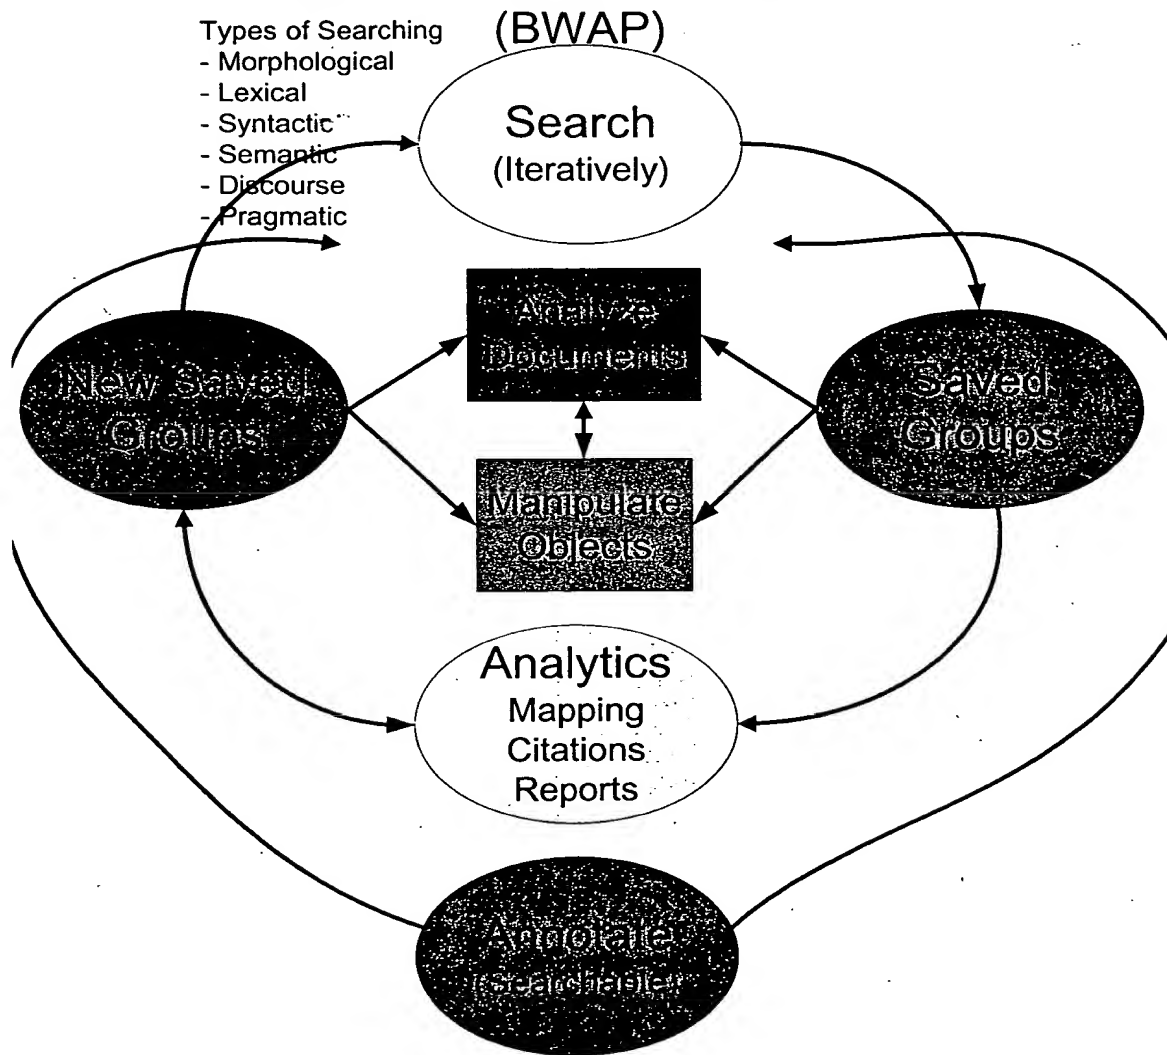 (BWAP)
Types of Searching
- Morphological
- Lexical
- Syntactic
- Semantic
- Discourse
- Pragmatic
Search
(Iteratively)
Analyze
Documents
New Saved
Groups
Saved
Groups
Manipulate
Objects
Analytics
Mapping
Citations
Reports
Annotate
(Searchable)